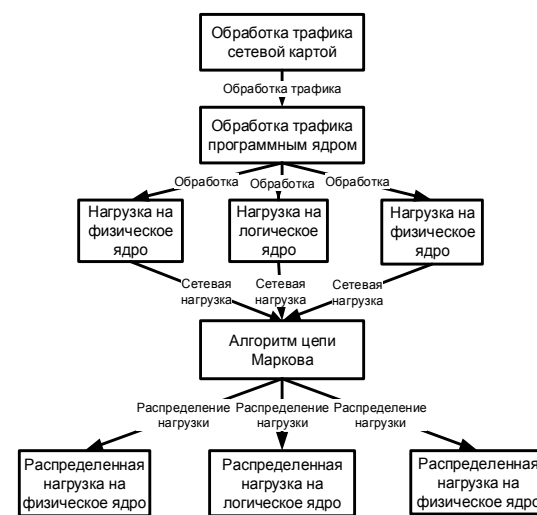 Обработка трафика
сетевой картой
Обработка трафика
Обработка трафика
программным ядром
Обработка
Обработка
Обработка
Нагрузка на
физическое
ядро
Нагрузка на
логическое
ядро
Нагрузка на
физическое
ядро
Сетевая
нагрузка
Сетевая
нагрузка
Сетевая
нагрузка
Алгоритм цепи
Маркова
Распределение
нагрузки
Распределение
нагрузки
Распределение
нагрузки
Распределенная
нагрузка на
физическое ядро
Распределенная
нагрузка на
логическое ядро
Распределенная
нагрузка на
физическое ядро